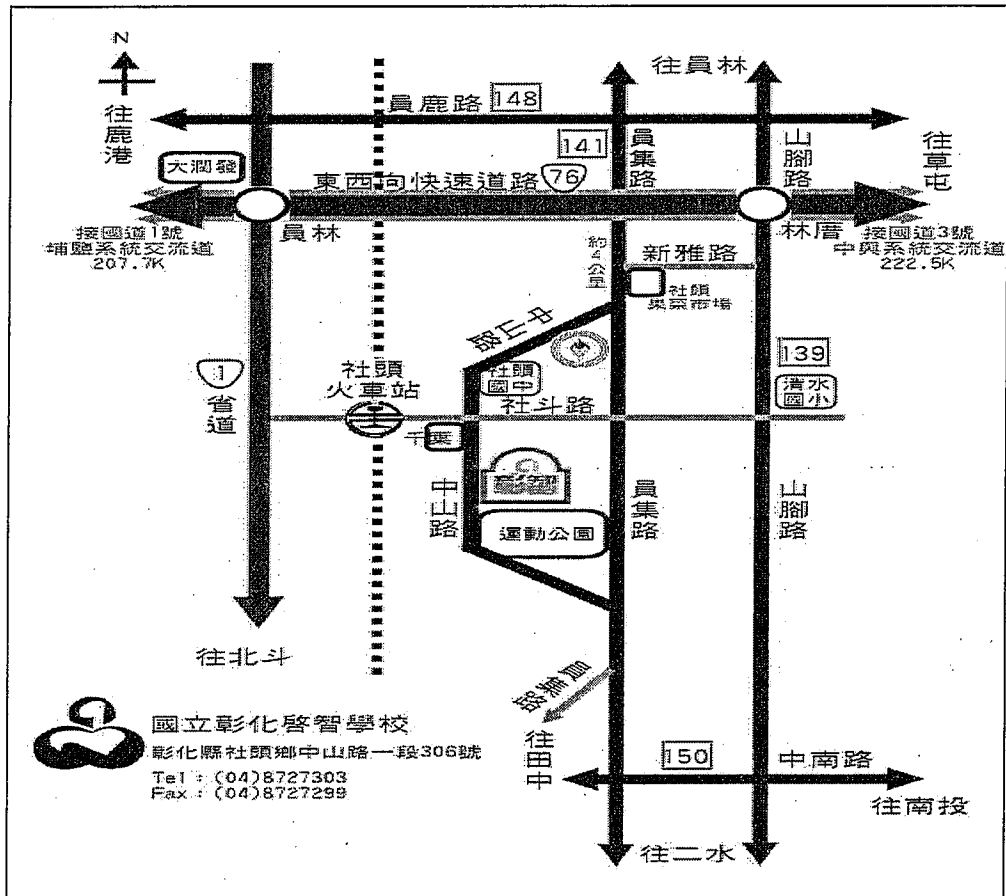 N
往員林
員鹿路 148
往鹿港
141
員集路
山腳路
往草屯
大潤發
東西向快速道路 76
員林
林厝
接國道1號
埔鹽系統交流道
207.7K
接國道3號
中興系統交流道
222.5K
約4公里
新雅路
社頭
果菜市場
中山路
1
省道
社頭
火車站
社頭
國中
139
清水
國小
社斗路
千葉
彰智
中山路
員集路
山腳路
運動公園
往北斗
員集路
往田中
150
中南路
往南投
往二水
國立彰化啓智學校
彰化縣社頭鄉中山路一段306號
Tel：(04)8727303
Fax：(04)8727299